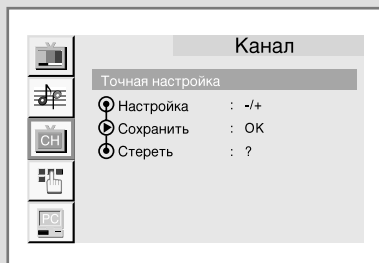 Канал
Точная настройка
Настройка : -/+
CH Сохранить : OK
Стереть : ?
PC